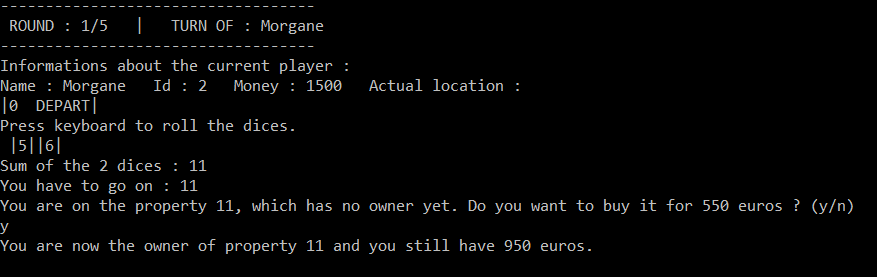 -----------------------------------
ROUND : 1/5   |   TURN OF : Morgane
-----------------------------------
Informations about the current player :
Name : Morgane   Id : 2   Money : 1500   Actual location :
|0  DEPART|
Press keyboard to roll the dices.
|5||6|
Sum of the 2 dices : 11
You have to go on : 11
You are on the property 11, which has no owner yet. Do you want to buy it for 550 euros ? (y/n)
y
You are now the owner of property 11 and you still have 950 euros.